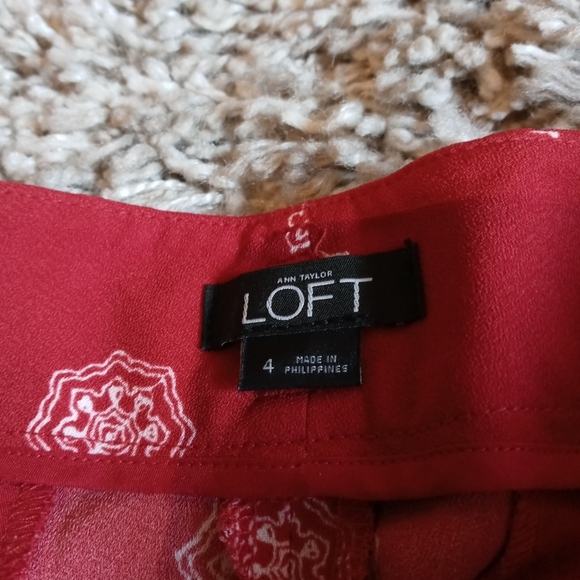 ANN TAYLOR
LOFT
4
MADE IN
PHILIPPINES